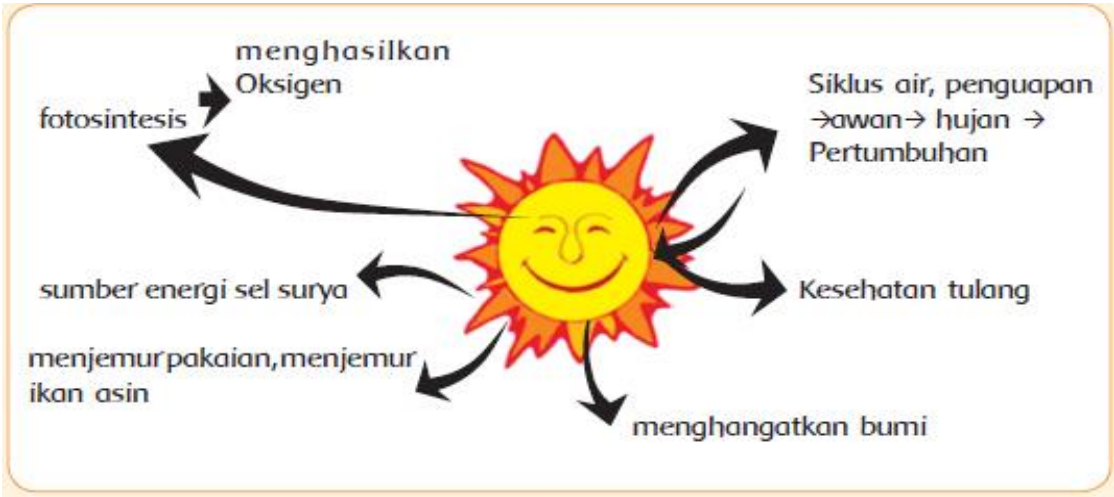 menghasilkan
Oksigen
fotosintesis
Siklus air, penguapan
→awan→ hujan →
Pertumbuhan
sumber energi sel surya
Kesehatan tulang
menjemur pakaian, menjemur
ikan asin
menghangatkan bumi